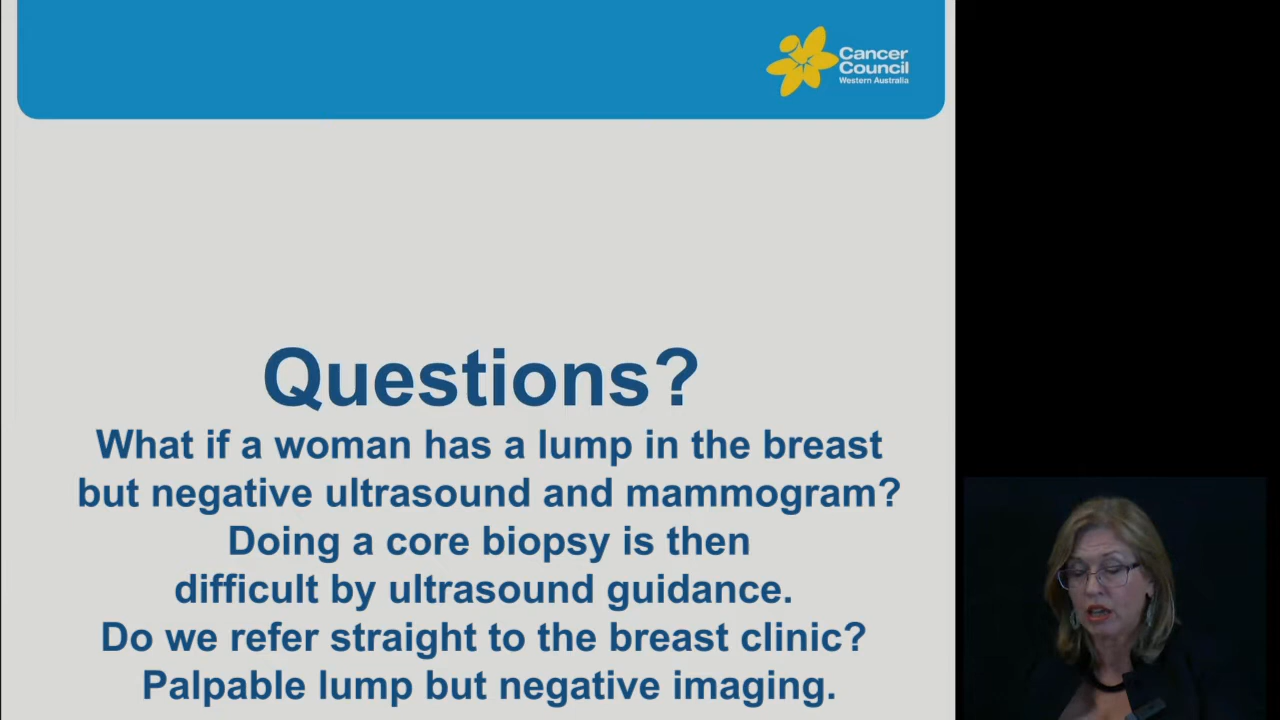 Cancer
Council
Western Australia
Questions?
What if a woman has a lump in the breast
but negative ultrasound and mammogram?
Doing a core biopsy is then
difficult by ultrasound guidance.
Do we refer straight to the breast clinic?
Palpable lump but negative imaging.